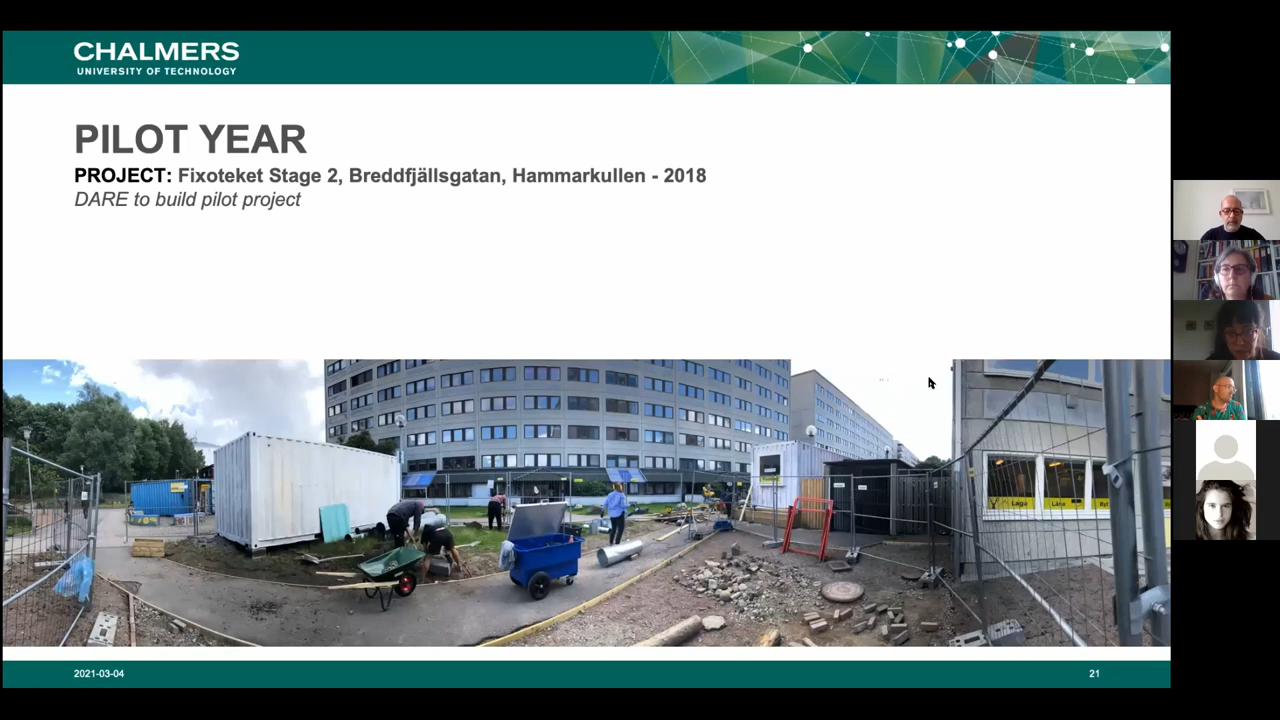 CHALMERS
UNIVERSITY OF TECHNOLOGY
PILOT YEAR
PROJECT: Fixoteket Stage 2, Breddfjällsgatan, Hammarkullen - 2018
DARE to build pilot project
Laga
Låna
2021-03-04
21